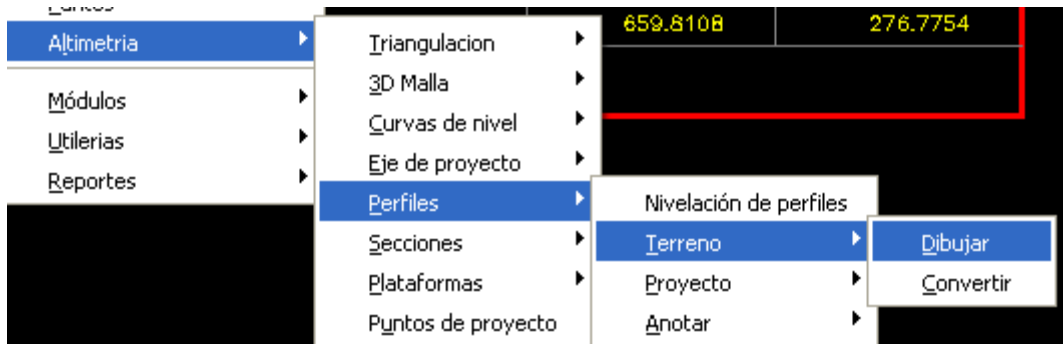 Puntos
659.8108 276.7754
Altimetria
Triangulacion
3D Malla
Módulos
Curvas de nivel
Utilerias
Eje de proyecto
Reportes
Perfiles
Nivelación de perfiles
Secciones
Terreno
Dibujar
Plataformas
Proyecto
Convertir
Puntos de proyecto
Anotar